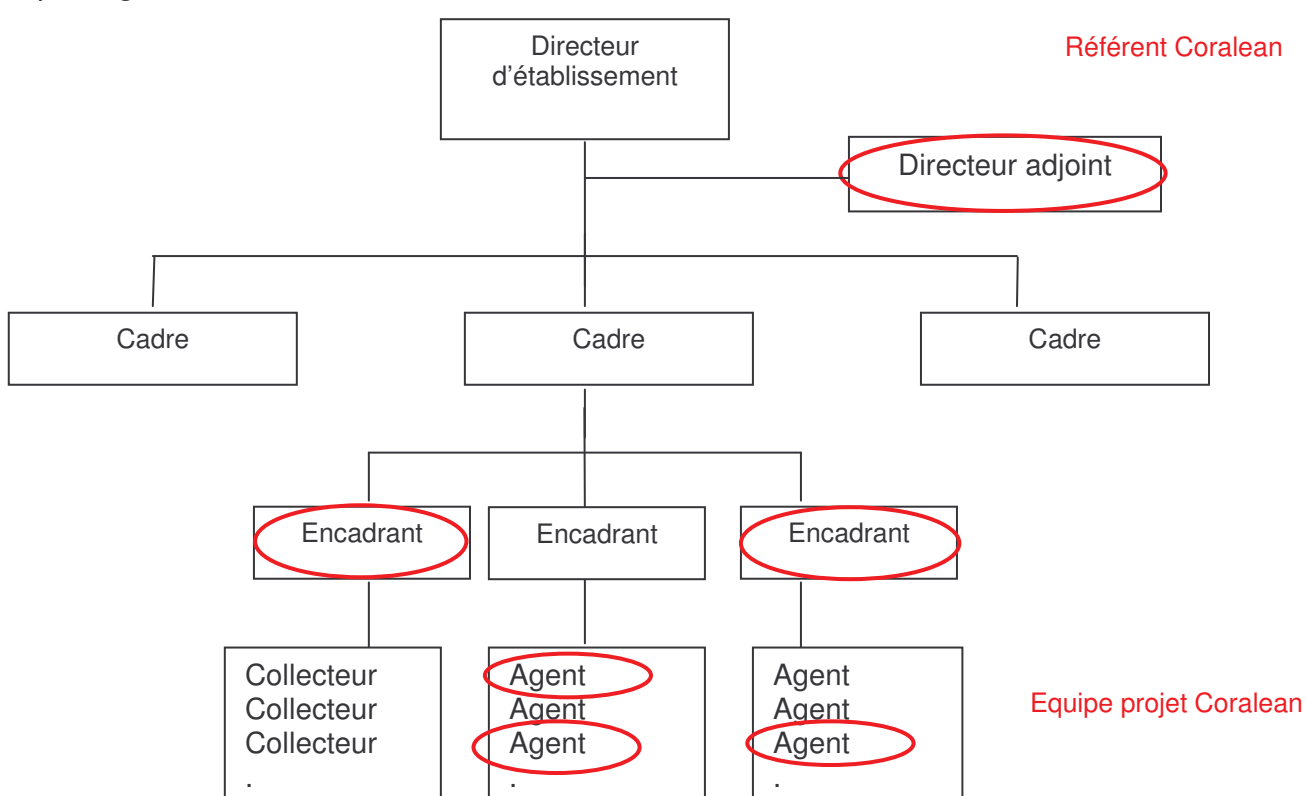 Directeur
d'établissement
Référent Coralean
Directeur adjoint
Cadre
Cadre
Cadre
Encadrant
Encadrant
Encadrant
Collecteur
Collecteur
Collecteur
.
Agent
Agent
Agent
.
Agent
Agent
Agent
.
Equipe projet Coralean